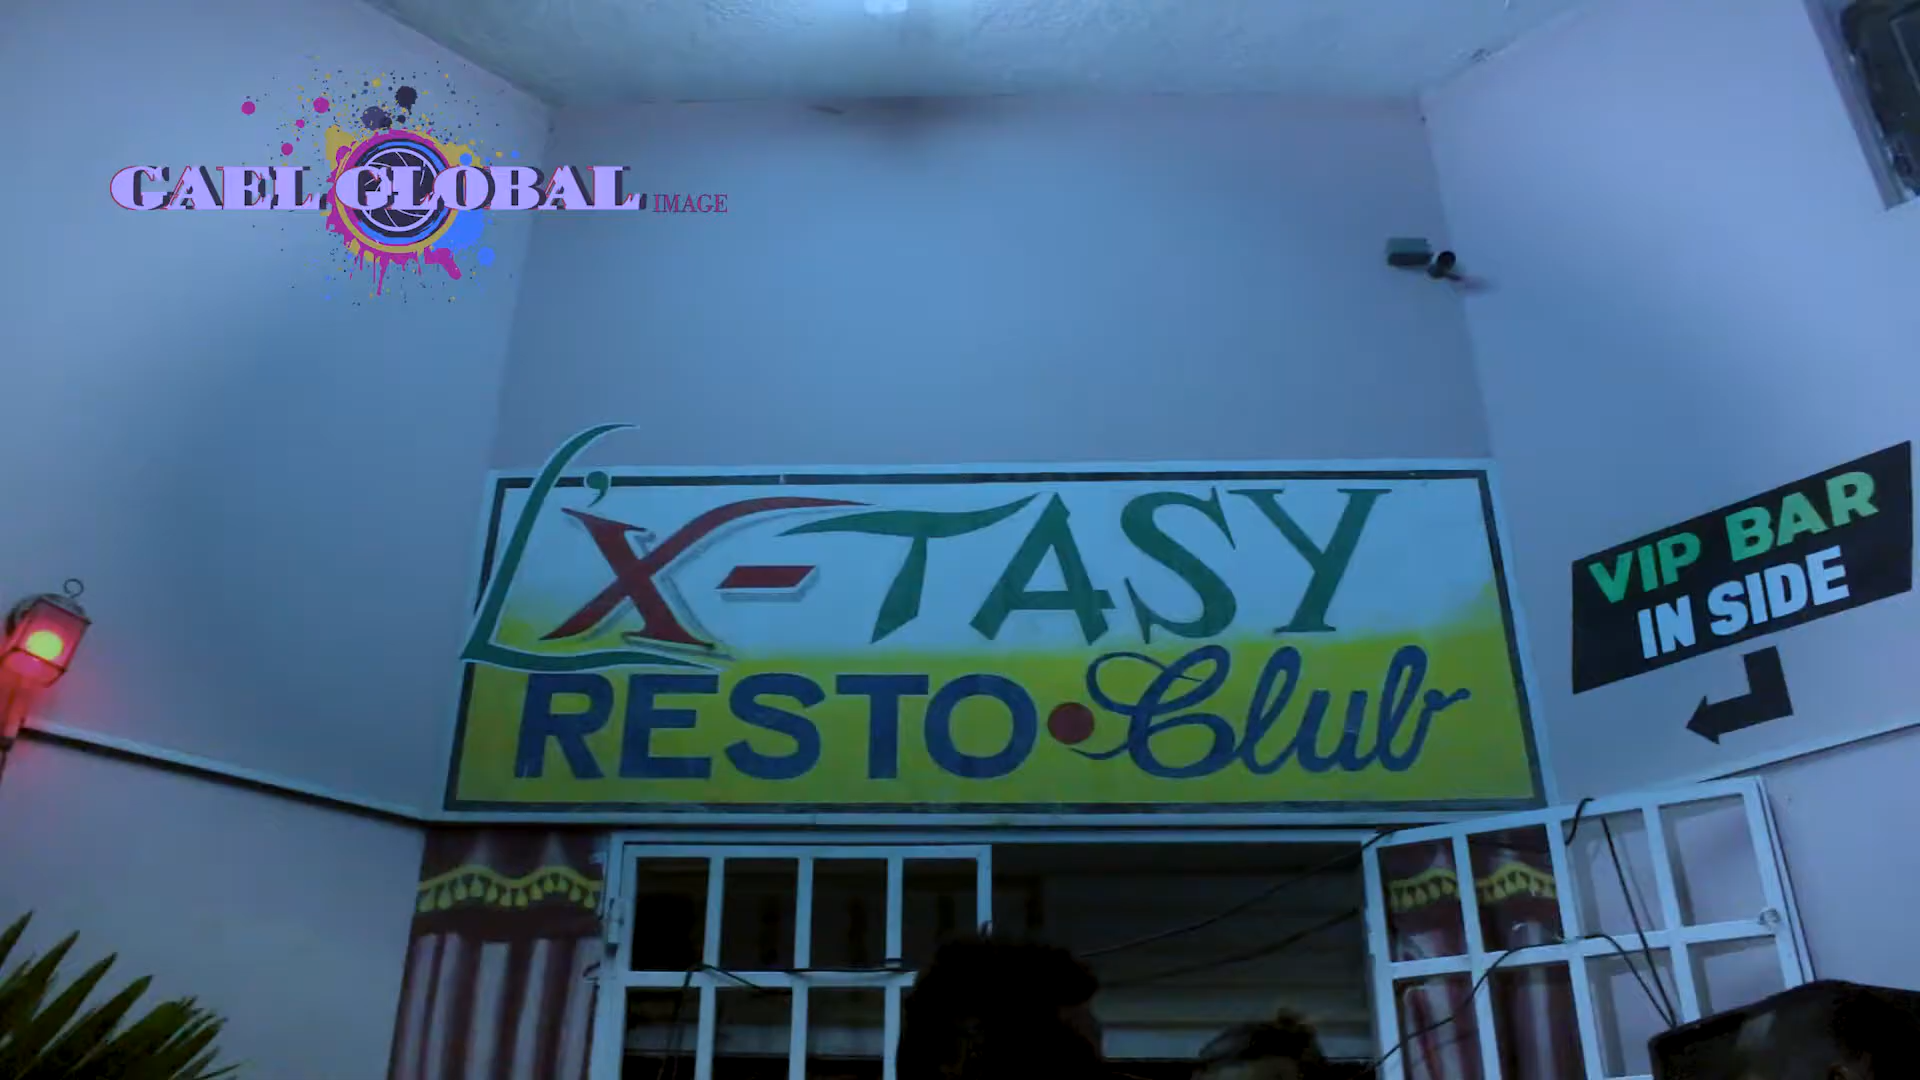 GAEL GLOBAL IMAGE
L'X-TASY
RESTO•Club
VIP BAR
IN SIDE